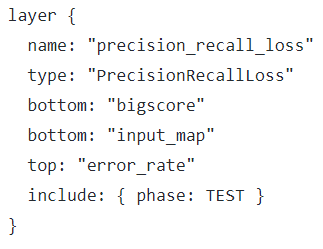 layer {
  name: "precision_recall_loss"
  type: "PrecisionRecallLoss"
  bottom: "bigscore"
  bottom: "input_map"
  top: "error_rate"
  include: { phase: TEST }
}